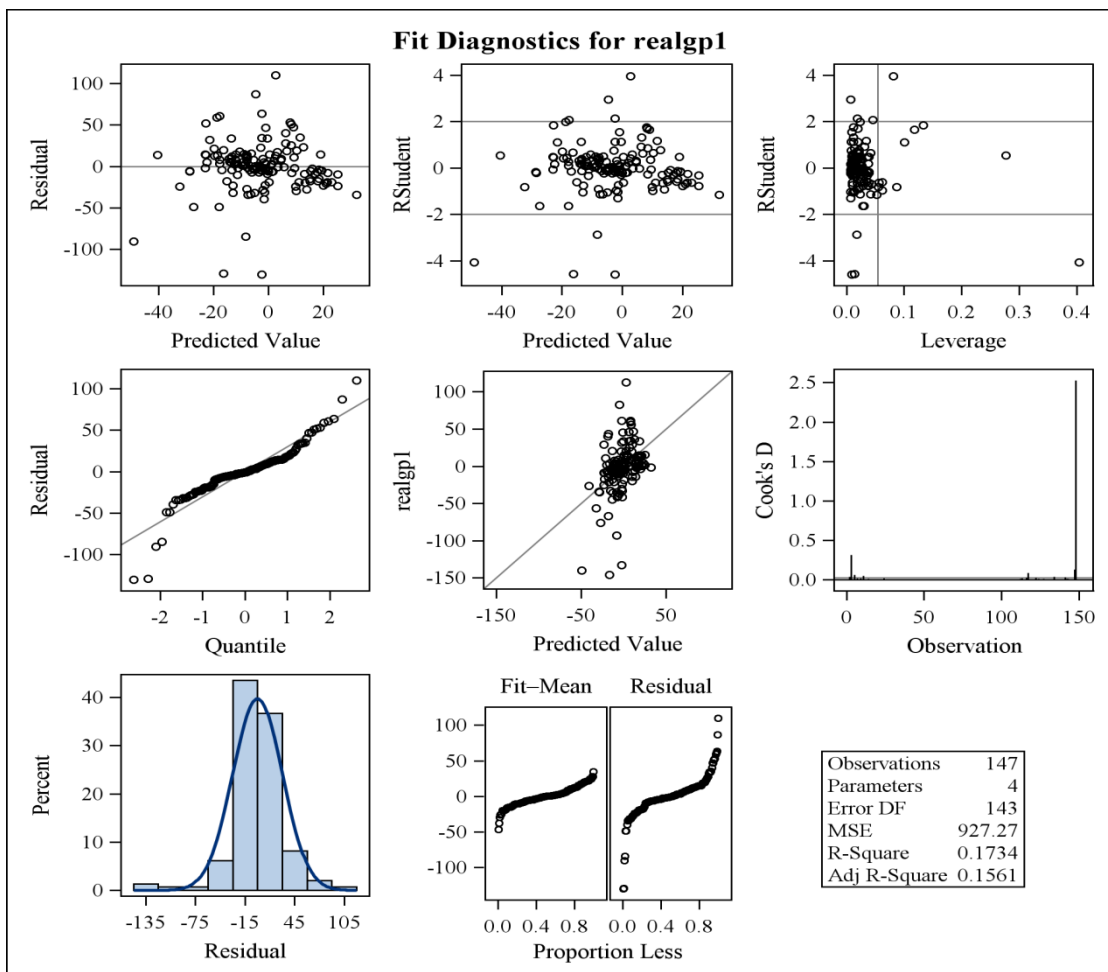 Fit Diagnostics for realgp1
Residual
100
50
0
-50
-100
-40 -20 0 20
Predicted Value
RStudent
4
2
0
-2
-4
-40 -20 0 20
Predicted Value
RStudent
4
2
0
-2
-4
0.0 0.1 0.2 0.3 0.4
Leverage
Residual
100
50
0
-50
-100
-2 -1 0 1 2
Quantile
realgp1
100
50
0
-50
-100
-150
-150 -50 50
Predicted Value
Cook's D
2.5
2.0
1.5
1.0
0.5
0.0
0 50 100 150
Observation
Percent
40
30
20
10
0
-135 -75 -15 45 105
Residual
Fit–Mean Residual
100
50
0
-50
-100
0.0 0.4 0.8 0.0 0.4 0.8
Proportion Less
Observations 147
Parameters 4
Error DF 143
MSE 927.27
R-Square 0.1734
Adj R-Square 0.1561